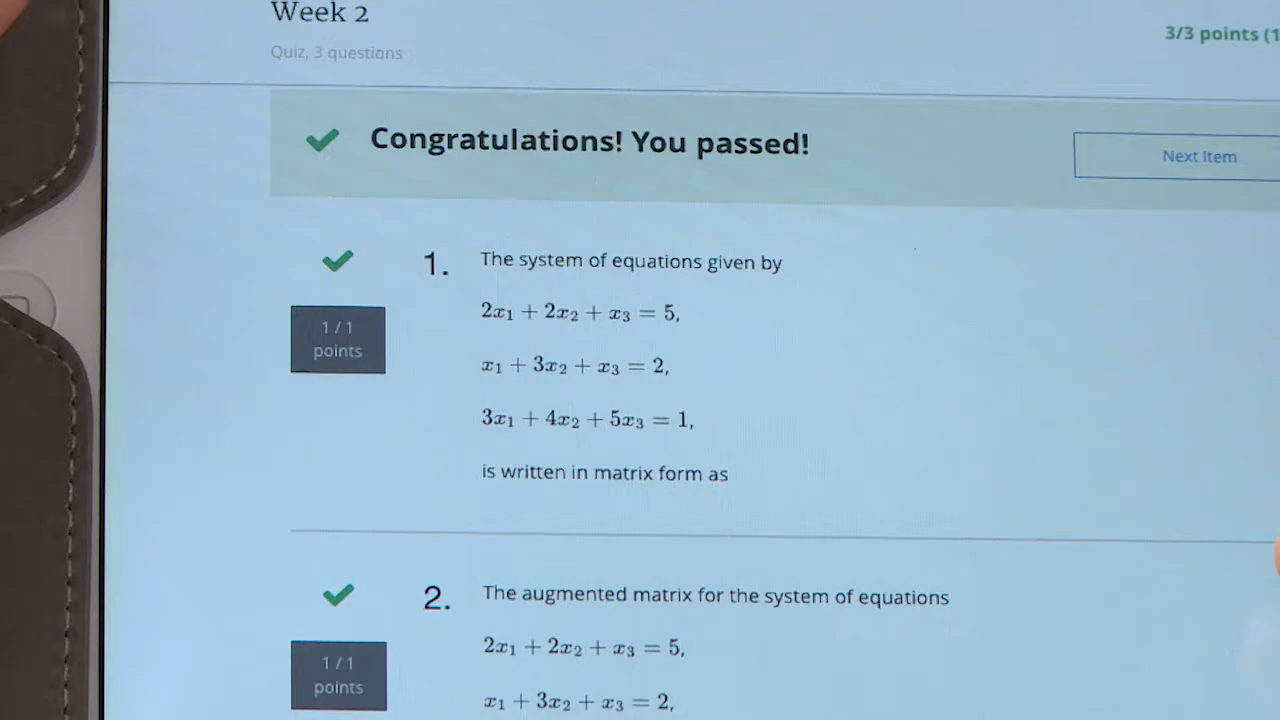 Week 2
Quiz, 3 questions
3/3 points (1
Congratulations! You passed!
Next Item
1 / 1
points
1. The system of equations given by
2x₁ + 2x₂ + x₃ = 5,
x₁ + 3x₂ + x₃ = 2,
3x₁ + 4x₂ + 5x₃ = 1,
is written in matrix form as
1 / 1
points
2. The augmented matrix for the system of equations
2x₁ + 2x₂ + x₃ = 5,
x₁ + 3x₂ + x₃ = 2,